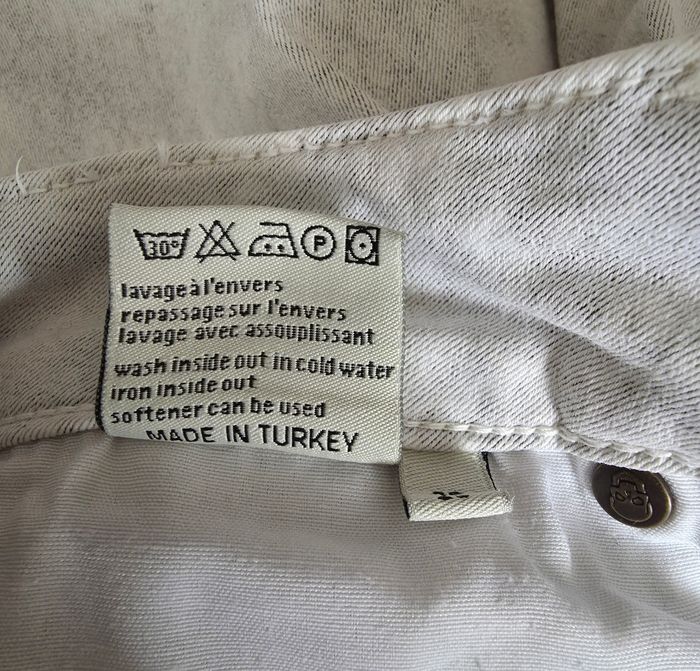 30°
P
lavage à l'envers
repassage sur l'envers
lavage avec assouplissant
wash inside out in cold water
iron inside out
softener can be used
MADE IN TURKEY